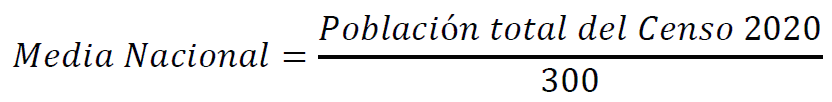 Media Nacional = Población total del Censo 2020
300